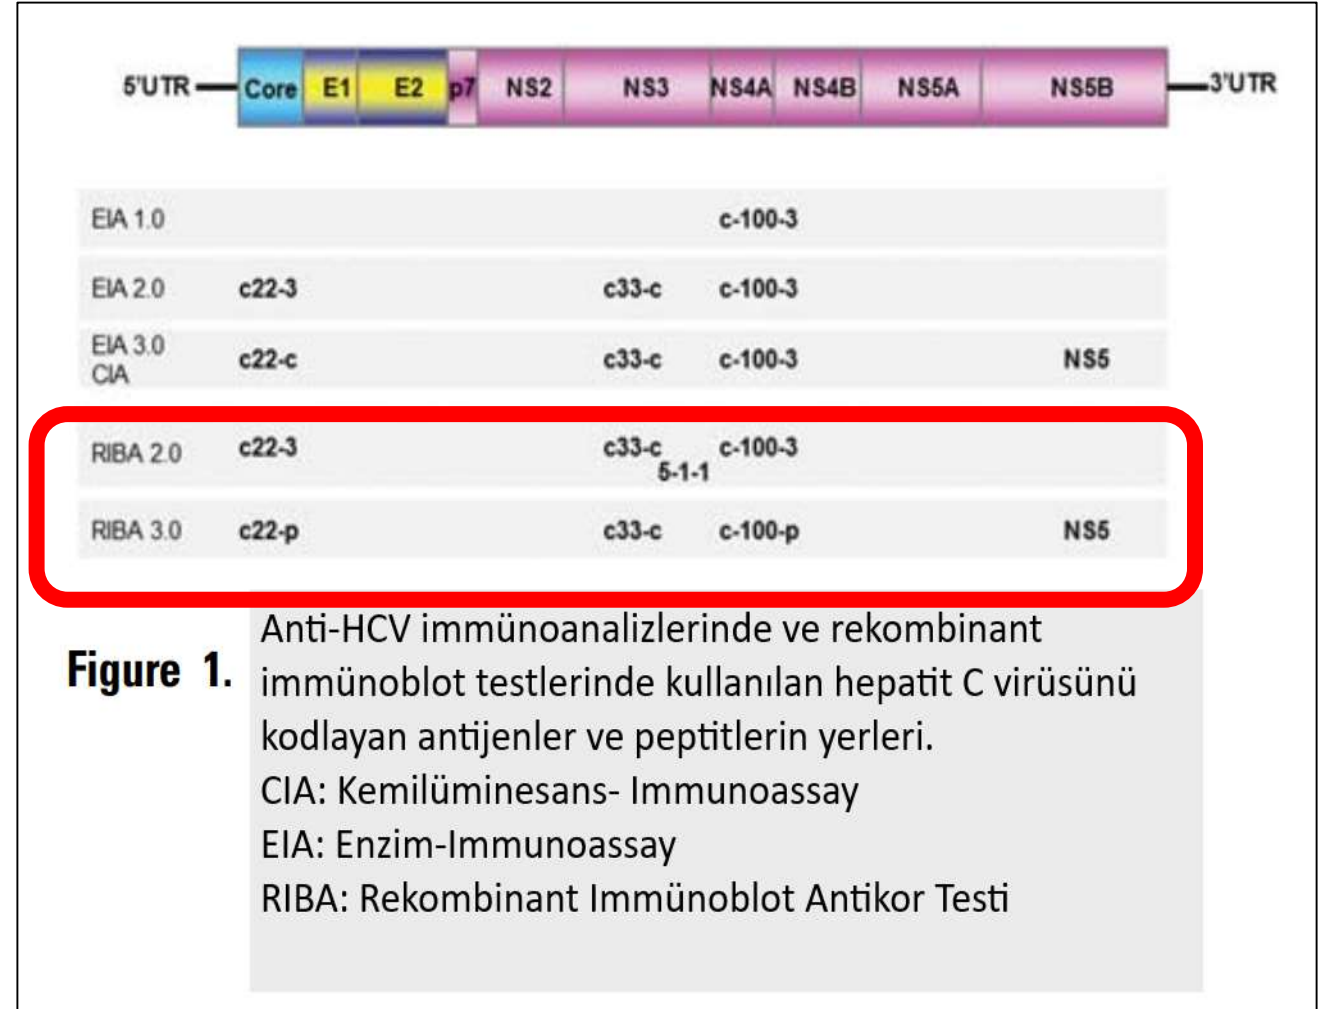 5'UTR Core E1 E2 p7 NS2 NS3 NS4A NS4B NS5A NS5B 3'UTR
EIA 1.0 c-100-3
EIA 2.0 c22-3 c33-c c-100-3
EIA 3.0
CIA c22-c c33-c c-100-3 NS5
RIBA 2.0 c22-3 c33-c c-100-3
5-1-1
RIBA 3.0 c22-p c33-c c-100-p NS5
Figure 1.
Anti-HCV immünoanalizlerinde ve rekombinant
immünoblot testlerinde kullanılan hepatit C virüsünü
kodlayan antijenler ve peptitlerin yerleri.
CIA: Kemilüminesans- Immunoassay
EIA: Enzim-Immunoassay
RIBA: Rekombinant Immünoblot Antikor Testi